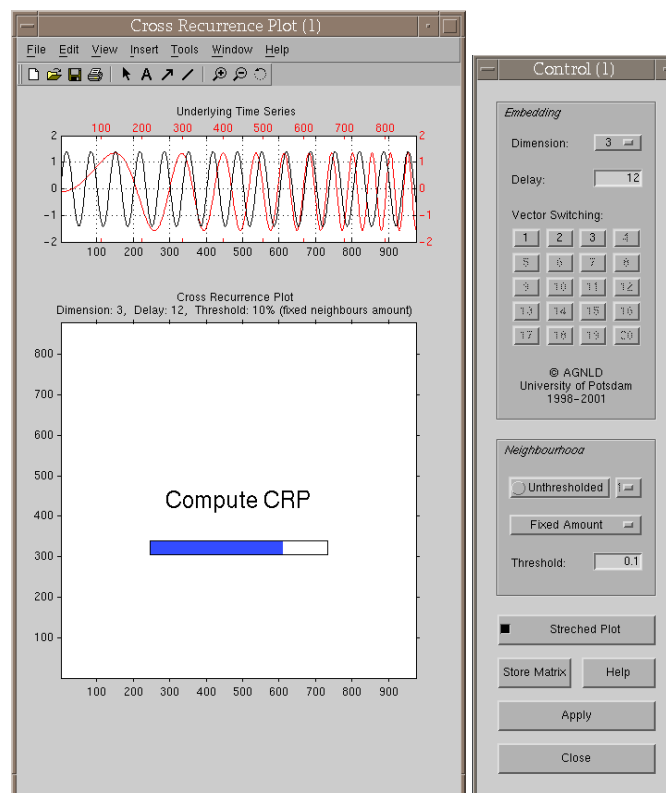 Cross Recurrence Plot (1)
File Edit View Insert Tools Window Help
A
Underlying Time Series
100 200 300 400 500 600 700 800
2 2
1 1
0 0
-1 -1
-2 -2
100 200 300 400 500 600 700 800 900
Cross Recurrence Plot
Dimension: 3, Delay: 12, Threshold: 10% (fixed neighbours amount)
800
700
600
500
400
300
200
100
Compute CRP
100 200 300 400 500 600 700 800 900
Control (1)
Embedding
Dimension: 3
Delay: 12
Vector Switching:
1 2 3 4
5 6 7 8
9 10 11 12
13 14 15 16
17 18 19 20
© AGNLD
University of Potsdam
1998-2001
Neighbourhood
Unthresholded 1
Fixed Amount
Threshold: 0.1
Streched Plot
Store Matrix Help
Apply
Close